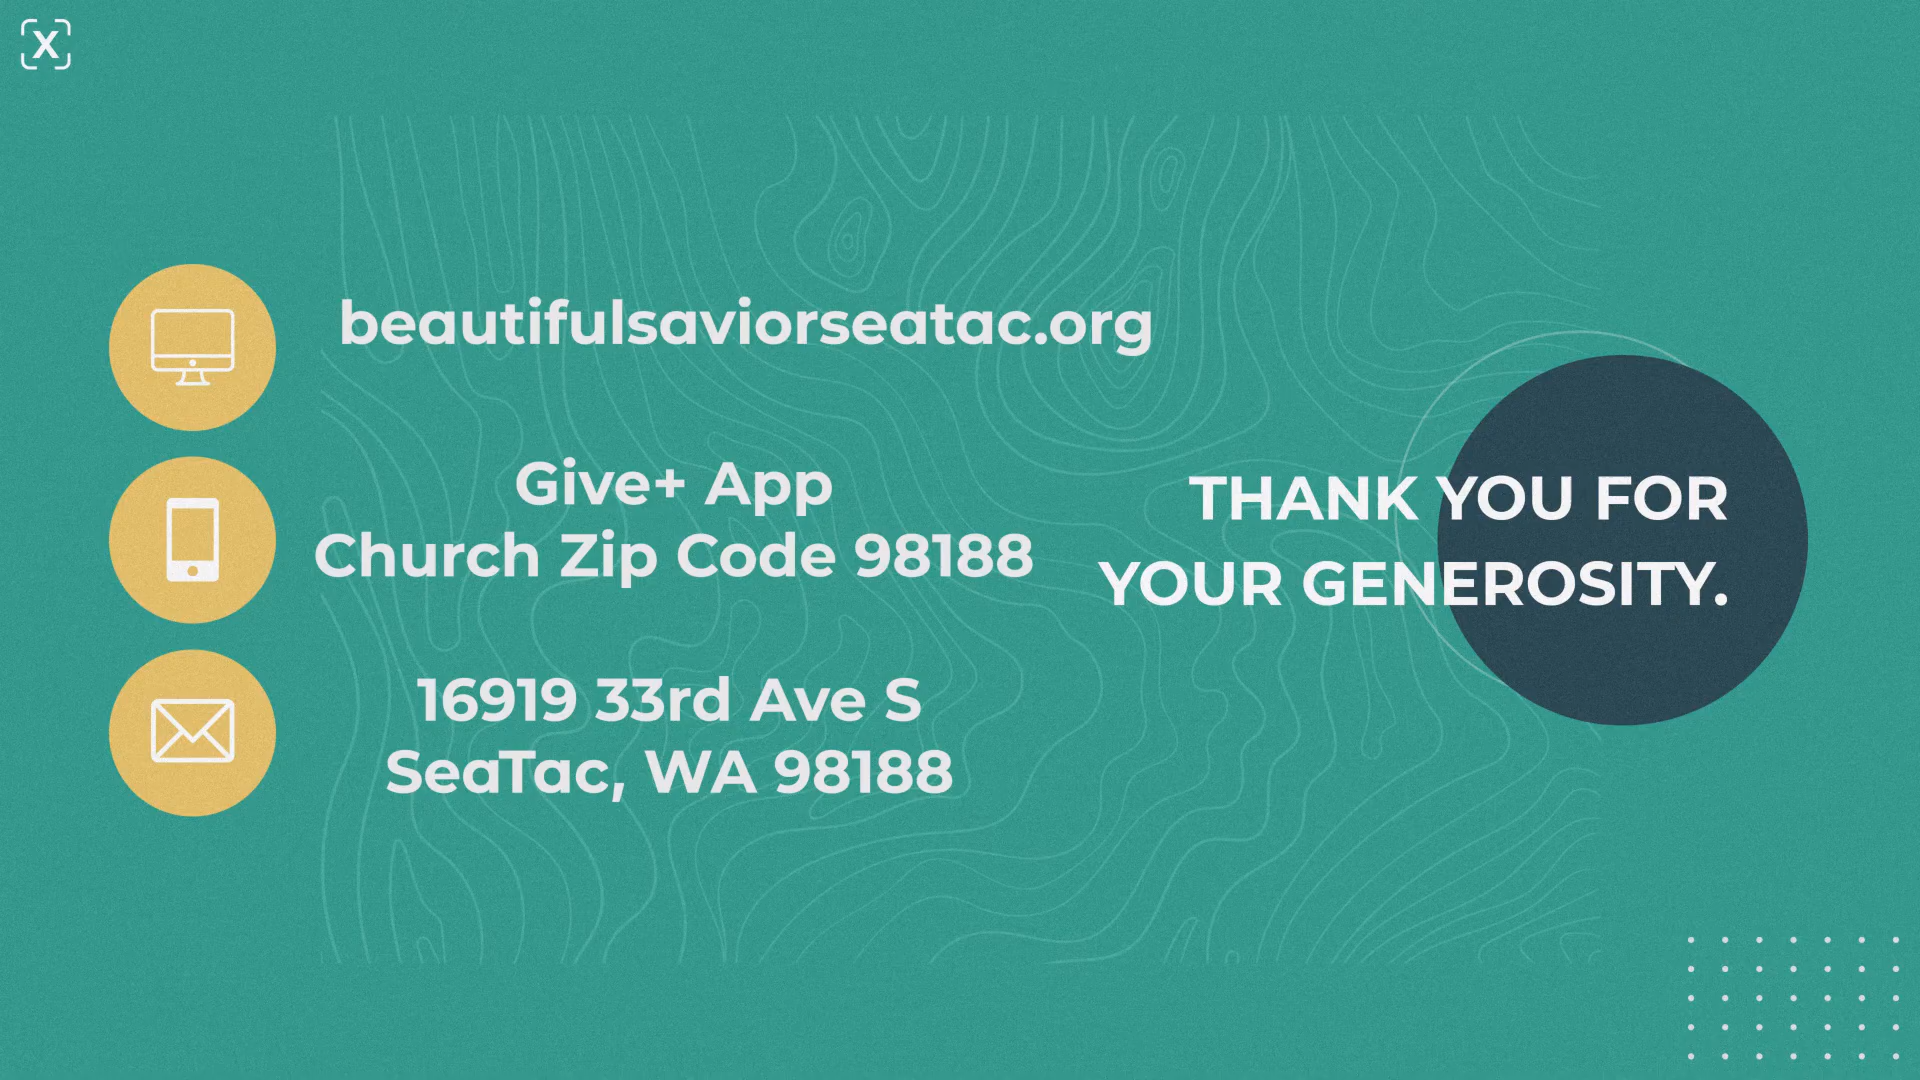 X
beautifulsaviorseatac.org
Give+ App
Church Zip Code 98188
16919 33rd Ave S
SeaTac, WA 98188
THANK YOU FOR
YOUR GENEROSITY.